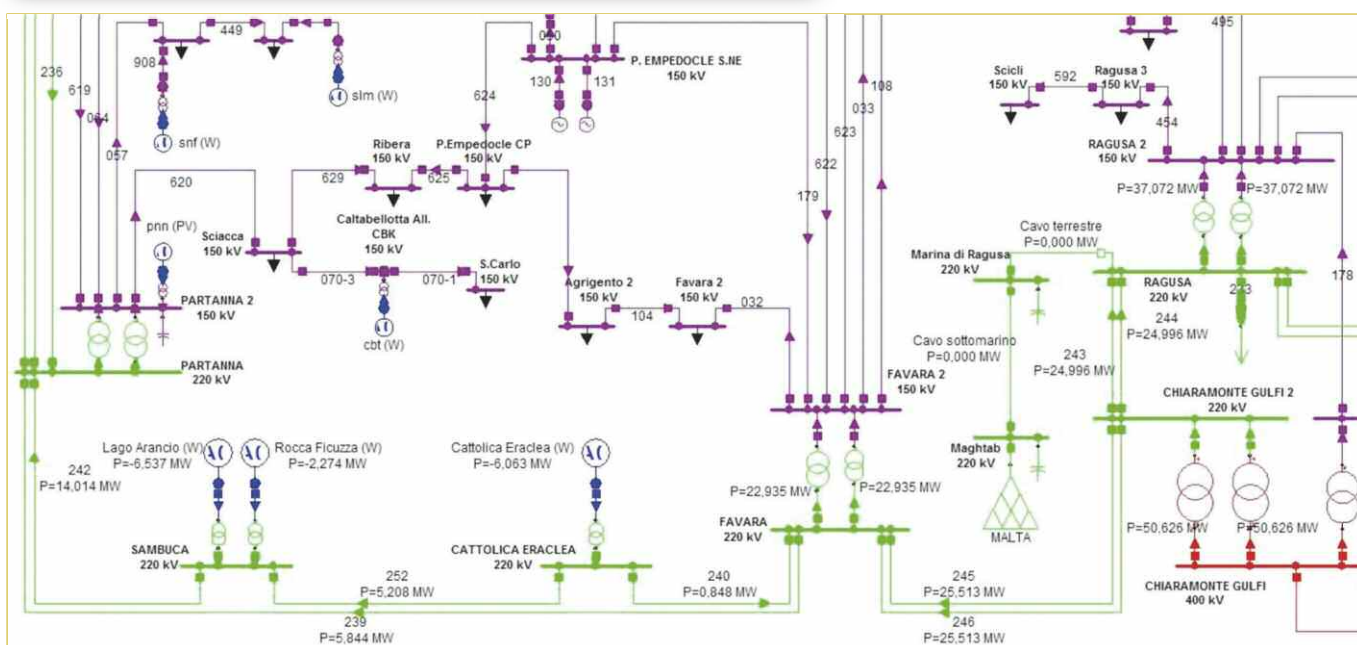 449
495
236
619
064
908
slm (W)
snf (W)
057
624
130
131
P. EMPEDOCLE S.NE
150 kV
108
033
623
622
179
Scicli
150 kV
592
Ragusa 3
150 kV
454
RAGUSA 2
150 kV
P=37,072 MW
P=37,072 MW
620
Ribera
150 kV
P.Empedocle CP
150 kV
629
625
Caltabellotta All.
CBK
150 kV
pnn (PV)
Sciacca
150 kV
070-3
070-1
S.Carlo
150 kV
cbt (W)
PARTANNA 2
150 kV
PARTANNA
220 kV
Agrigento 2
150 kV
104
Favara 2
150 kV
032
Cavo terrestre
P=0,000 MW
Marina di Ragusa
220 kV
RAGUSA
220 kV
178
244
P=24,996 MW
Cavo sottomarino
P=0,000 MW
243
P=24,996 MW
FAVARA 2
150 kV
CHIARAMONTE GULFI 2
220 kV
Maghtab
220 kV
MALTA
Lago Arancio (W)
P=-6,537 MW
Rocca Ficuzza (W)
P=-2,274 MW
Cattolica Eraclea (W)
P=-6,063 MW
242
P=14,014 MW
P=22,935 MW
P=22,935 MW
FAVARA
220 kV
P=50,626 MW
P=50,626 MW
SAMBUCA
220 kV
CATTOLICA ERACLEA
220 kV
CHIARAMONTE GULFI
400 kV
252
P=5,208 MW
240
P=0,848 MW
245
P=25,513 MW
239
P=5,844 MW
246
P=25,513 MW